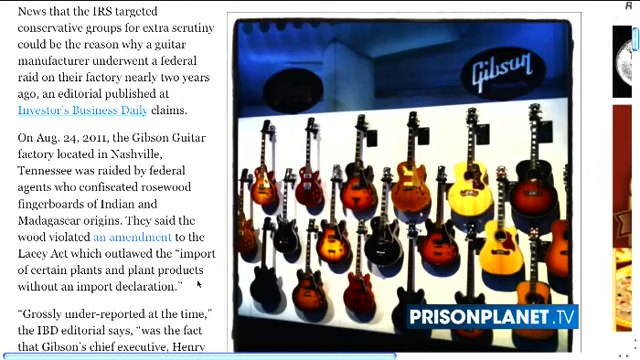 News that the IRS targeted
conservative groups for extra scrutiny
could be the reason why a guitar
manufacturer underwent a federal
raid on their factory nearly two years
ago, an editorial published at
Investor's Business Daily claims.
On Aug. 24, 2011, the Gibson Guitar
factory located in Nashville,
Tennessee was raided by federal
agents who confiscated rosewood
fingerboards of Indian and
Madagascar origins. They said the
wood violated an amendment to the
Lacey Act which outlawed the “import
of certain plants and plant products
without an import declaration.”
“Grossly under-reported at the time,”
the IBD editorial says, “was the fact
that Gibson's chief executive, Henry
Gibson
PRISONPLANET.TV